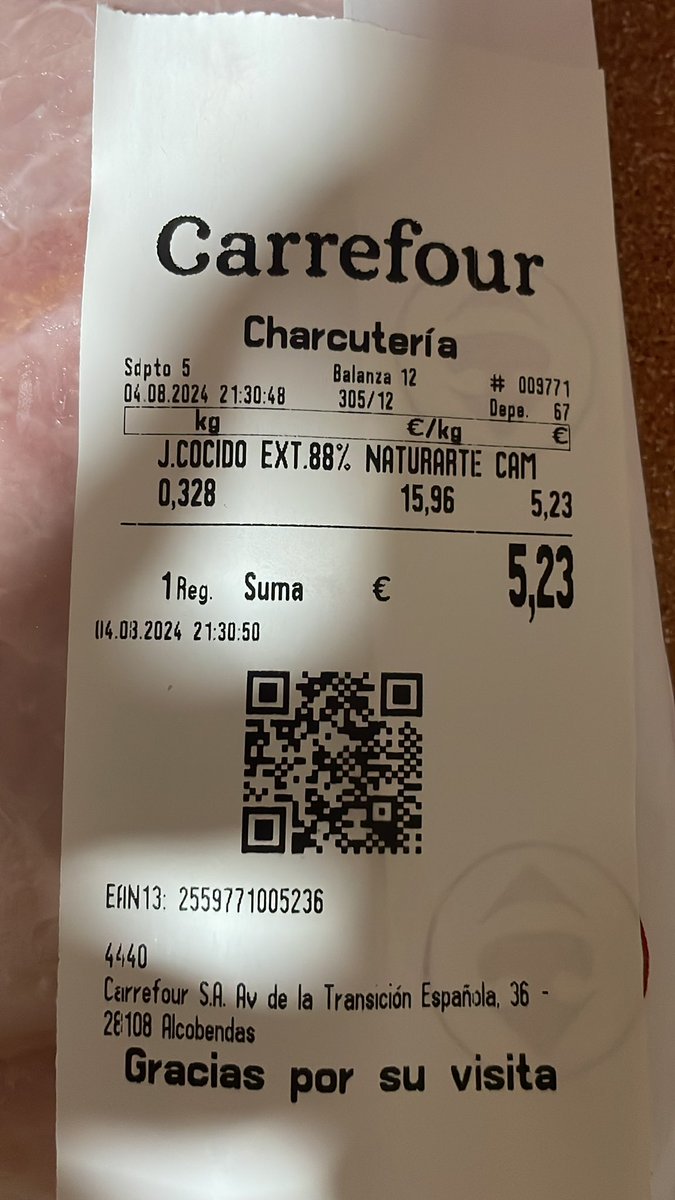 Carrefour
Charcutería
Sdpto 5 Balanza 12 # 009771
04.08.2024 21:30:48 305/12 Depe. 67
kg €/kg €
J.COCIDO EXT.88% NATURARTE CAM
0,328 15,96 5,23
1 Reg. Suma € 5,23
04.08.2024 21:30:50
EAN13: 2559771005236
4440
Carrefour S.A. Av de la Transición Española, 36 -
28108 Alcobendas
Gracias por su visita